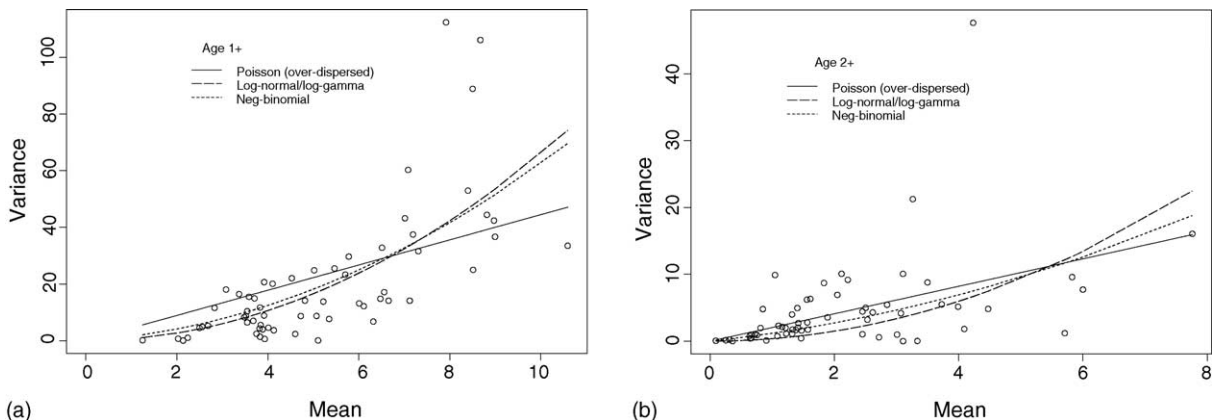 Age 1+
Poisson (over-dispersed)
Log-normal/log-gamma
Neg-binomial
Variance
100
80
60
40
20
0
0 2 4 6 8 10
(a)
Mean
Age 2+
Poisson (over-dispersed)
Log-normal/log-gamma
Neg-binomial
Variance
40
30
20
10
0
0 2 4 6 8
(b)
Mean